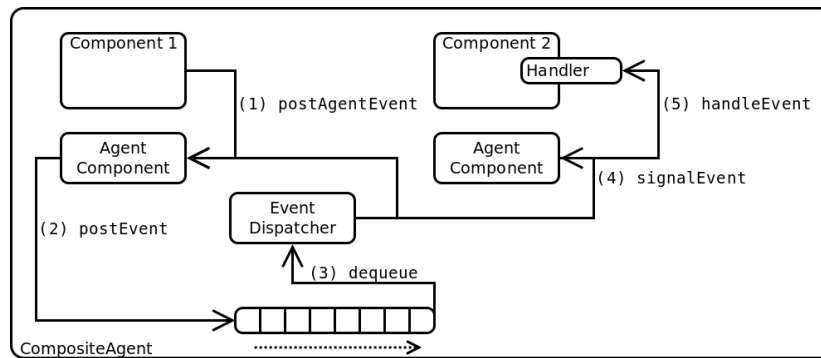 Component 1
Component 2
Handler
(1) postAgentEvent
(5) handleEvent
Agent
Component
Agent
Component
(4) signalEvent
(2) postEvent
Event
Dispatcher
(3) dequeue
CompositeAgent